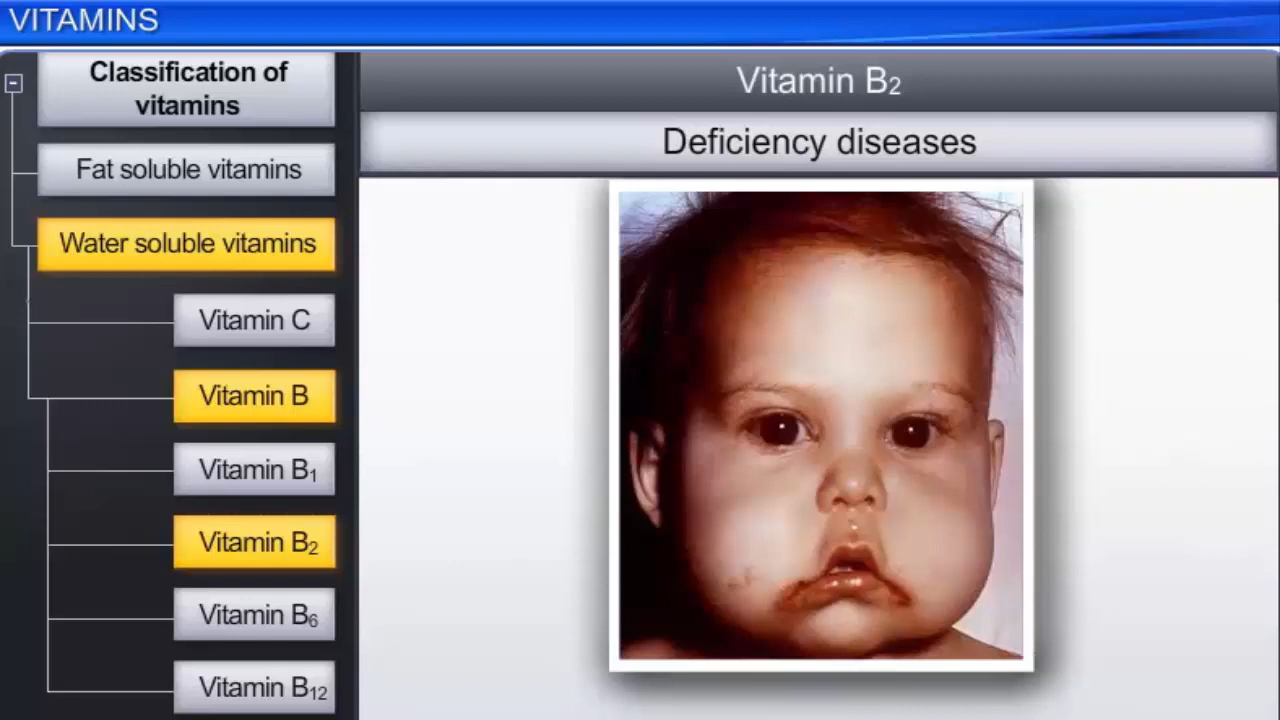 VITAMINS
Classification of
vitamins
Fat soluble vitamins
Water soluble vitamins
Vitamin C
Vitamin B
Vitamin B₁
Vitamin B₂
Vitamin B₆
Vitamin B₁₂
Vitamin B₂
Deficiency diseases